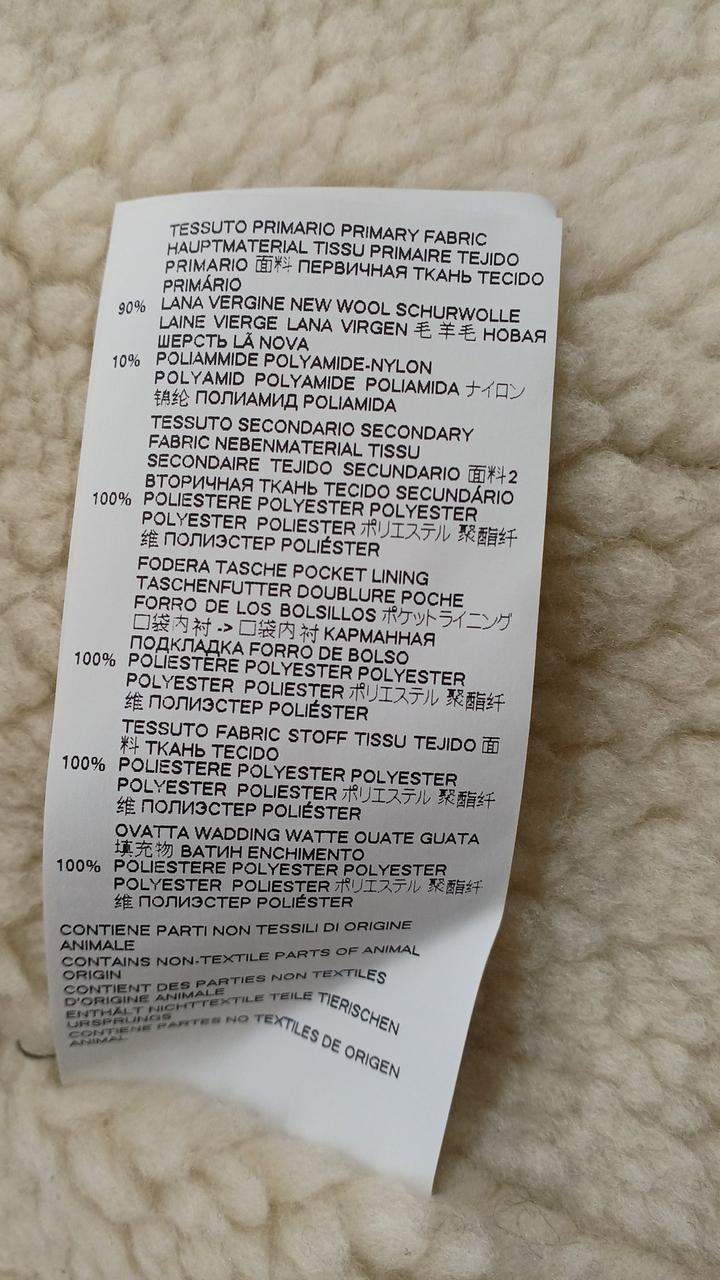 TESSUTO PRIMARIO PRIMARY FABRIC
HAUPTMATERIAL TISSU PRIMAIRE TEJIDO
PRIMARIO 面料 ПЕРВИЧНАЯ ТКАНЬ TECIDO
PRIMÁRIO
90% LANA VERGINE NEW WOOL SCHURWOLLE
LAINE VIERGE LANA VIRGEN 毛 羊毛 НОВАЯ
ШЕРСТЬ LÃ NOVA
10% POLIAMMIDE POLYAMIDE-NYLON
POLYAMID POLYAMIDE POLIAMIDA ナイロン
锦纶 ПОЛИАМИД POLIAMIDA
TESSUTO SECONDARIO SECONDARY
FABRIC NEBENMATERIAL TISSU
SECONDAIRE TEJIDO SECUNDARIO 面料2
ВТОРИЧНАЯ ТКАНЬ TECIDO SECUNDÁRIO
100% POLIESTERE POLYESTER POLYESTER
POLYESTER POLIESTER ポリエステル 聚酯纤
维 ПОЛИЭСТЕР POLIÉSTER
FODERA TASCHE POCKET LINING
TASCHENFUTTER DOUBLURE POCHE
FORRO DE LOS BOLSILLOS ポケットライニング
口袋内衬 -> 口袋内衬 КАРМАННАЯ
ПОДКЛАДКА FORRO DE BOLSO
100% POLIESTERE POLYESTER POLYESTER
POLYESTER POLIESTER ポリエステル 聚酯纤
维 ПОЛИЭСТЕР POLIÉSTER
TESSUTO FABRIC STOFF TISSU TEJIDO 面
料 ТКАНЬ TECIDO
100% POLIESTERE POLYESTER POLYESTER
POLYESTER POLIESTER ポリエステル 聚酯纤
维 ПОЛИЭСТЕР POLIÉSTER
OVATTA WADDING WATTE OUATE GUATA
填充物 ВАТИН ENCHIMENTO
100% POLIESTERE POLYESTER POLYESTER
POLYESTER POLIESTER ポリエステル 聚酯纤
维 ПОЛИЭСТЕР POLIÉSTER
CONTIENE PARTI NON TESSILI DI ORIGINE
ANIMALE
CONTAINS NON-TEXTILE PARTS OF ANIMAL
ORIGIN
CONTIENT DES PARTIES NON TEXTILES
D'ORIGINE ANIMALE
ENTHÄLT NICHTTEXTILE TEILE TIERISCHEN
URSPRUNGS
CONTIENE PARTES NO TEXTILES DE ORIGEN
ANIMAL